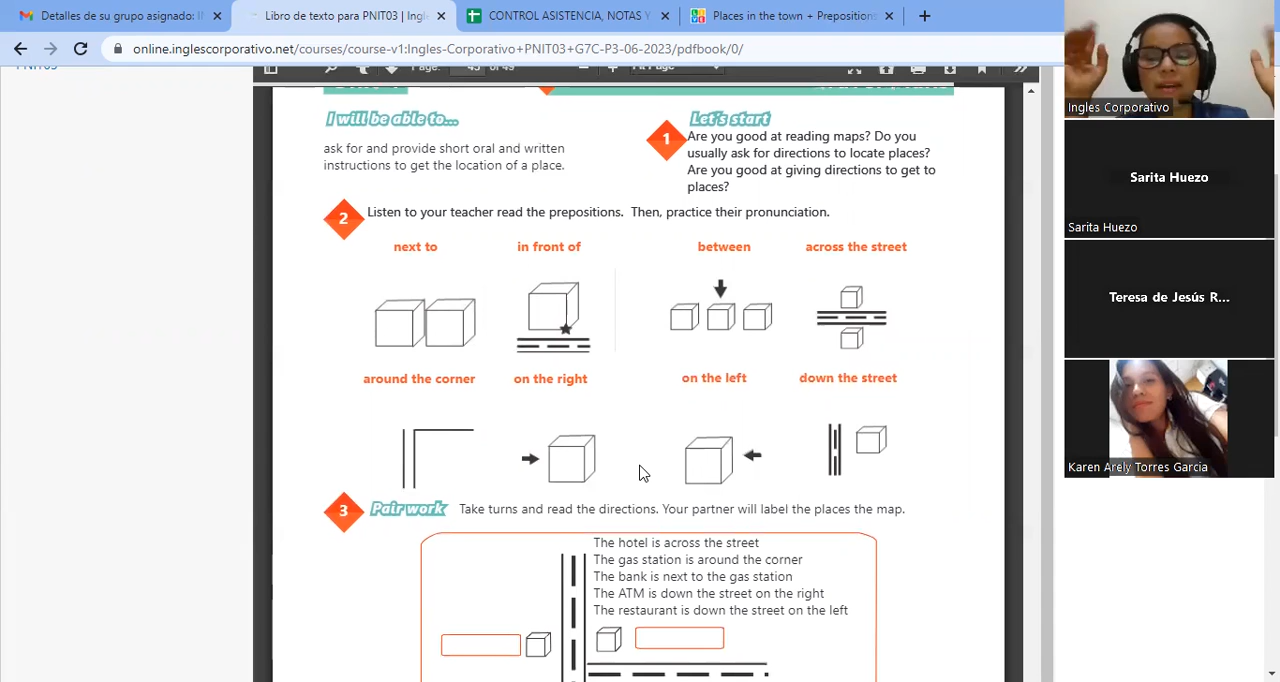 Detalles de su grupo asignado: IN
Libro de texto para PNIT03 | Ingl
CONTROL ASISTENCIA, NOTAS Y
Places in the town + Preposition
online.inglescorporativo.net/courses/course-v1:Ingles-Corporativo+PNIT03+G7C-P3-06-2023/pdfbook/0/
PNIT03
I will be able to...
ask for and provide short oral and written
instructions to get the location of a place.
Let's start
1
Are you good at reading maps? Do you
usually ask for directions to locate places?
Are you good at giving directions to get to
places?
2
Listen to your teacher read the prepositions. Then, practice their pronunciation.
next to
in front of
between
across the street
around the corner
on the right
on the left
down the street
3
Pair work
Take turns and read the directions. Your partner will label the places the map.
The hotel is across the street
The gas station is around the corner
The bank is next to the gas station
The ATM is down the street on the right
The restaurant is down the street on the left
Ingles Corporativo
Sarita Huezo
Sarita Huezo
Teresa de Jesús R...
Karen Arely Torres Garcia